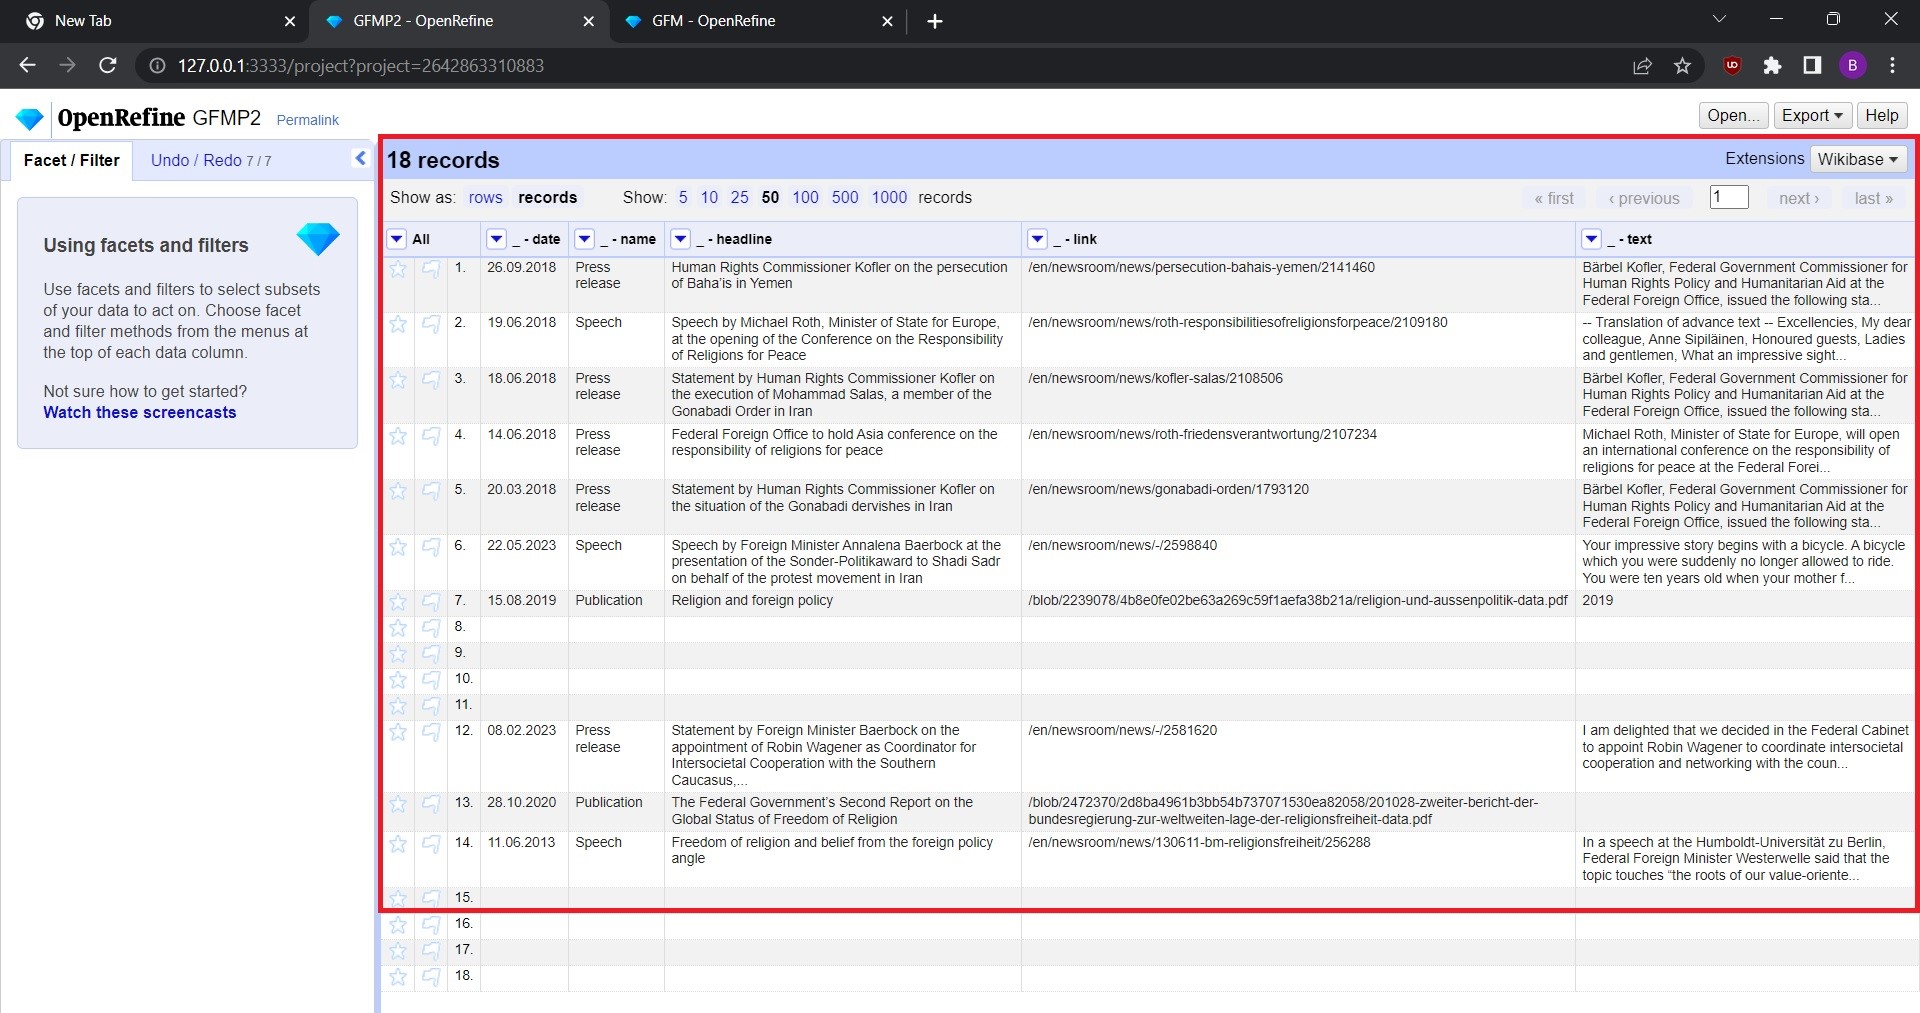 New Tab
GFMP2 - OpenRefine
GFM - OpenRefine
127.0.0.1:3333/project?project=2642863310883
B
OpenRefine GFMP2 Permalink
Open... Export Help
Facet / Filter Undo / Redo 7 / 7
Using facets and filters
Use facets and filters to select subsets
of your data to act on. Choose facet
and filter methods from the menus at
the top of each data column.
Not sure how to get started?
Watch these screencasts
18 records
Extensions Wikibase
Show as: rows records Show: 5 10 25 50 100 500 1000 records
« first ‹ previous 1 next › last »
All _ - date _ - name _ - headline _ - link _ - text
1. 26.09.2018 Press
release
Human Rights Commissioner Kofler on the persecution
of Baha'is in Yemen
/en/newsroom/news/persecution-bahais-yemen/2141460
Bärbel Kofler, Federal Government Commissioner for
Human Rights Policy and Humanitarian Aid at the
Federal Foreign Office, issued the following sta...
2. 19.06.2018 Speech
Speech by Michael Roth, Minister of State for Europe,
at the opening of the Conference on the Responsibility
of Religions for Peace
/en/newsroom/news/roth-responsibilitiesofreligionsforpeace/2109180
-- Translation of advance text -- Excellencies, My dear
colleague, Anne Sipiläinen, Honoured guests, Ladies
and gentlemen, What an impressive sight...
3. 18.06.2018 Press
release
Statement by Human Rights Commissioner Kofler on
the execution of Mohammad Salas, a member of the
Gonabadi Order in Iran
/en/newsroom/news/kofler-salas/2108506
Bärbel Kofler, Federal Government Commissioner for
Human Rights Policy and Humanitarian Aid at the
Federal Foreign Office, issued the following sta...
4. 14.06.2018 Press
release
Federal Foreign Office to hold Asia conference on the
responsibility of religions for peace
/en/newsroom/news/roth-friedensverantwortung/2107234
Michael Roth, Minister of State for Europe, will open
an international conference on the responsibility of
religions for peace at the Federal Forei...
5. 20.03.2018 Press
release
Statement by Human Rights Commissioner Kofler on
the situation of the Gonabadi dervishes in Iran
/en/newsroom/news/gonabadi-orden/1793120
Bärbel Kofler, Federal Government Commissioner for
Human Rights Policy and Humanitarian Aid at the
Federal Foreign Office, issued the following sta...
6. 22.05.2023 Speech
Speech by Foreign Minister Annalena Baerbock at the
presentation of the Sonder-Politikaward to Shadi Sadr
on behalf of the protest movement in Iran
/en/newsroom/news/-/2598840
Your impressive story begins with a bicycle. A bicycle
which you were suddenly no longer allowed to ride.
You were ten years old when your mother f...
7. 15.08.2019 Publication Religion and foreign policy /blob/2239078/4b8e0fe02be63a269c59f1aefa38b21a/religion-und-aussenpolitik-data.pdf 2019
8.
9.
10.
11.
12. 08.02.2023 Press
release
Statement by Foreign Minister Baerbock on the
appointment of Robin Wagener as Coordinator for
Intersocietal Cooperation with the Southern
Caucasus,...
/en/newsroom/news/-/2581620
I am delighted that we decided in the Federal Cabinet
to appoint Robin Wagener to coordinate intersocietal
cooperation and networking with the coun...
13. 28.10.2020 Publication
The Federal Government's Second Report on the
Global Status of Freedom of Religion
/blob/2472370/2d8ba4961b3bb54b737071530ea82058/201028-zweiter-bericht-der-
bundesregierung-zur-weltweiten-lage-der-religionsfreiheit-data.pdf
14. 11.06.2013 Speech
Freedom of religion and belief from the foreign policy
angle
/en/newsroom/news/130611-bm-religionsfreiheit/256288
In a speech at the Humboldt-Universität zu Berlin,
Federal Foreign Minister Westerwelle said that the
topic touches “the roots of our value-oriente...
15.
16.
17.
18.